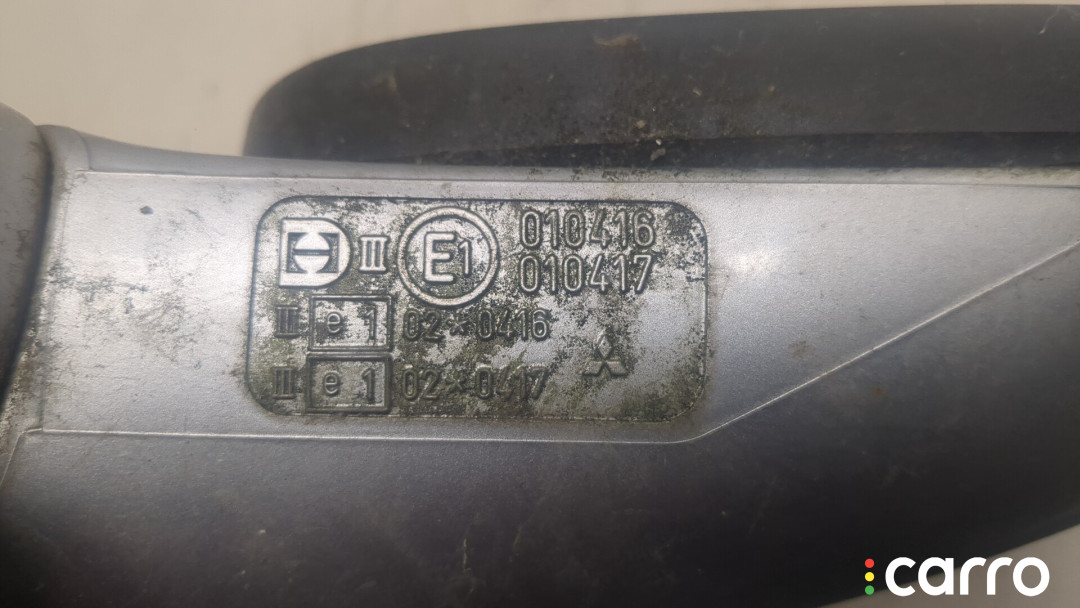 III E1 010416
010417
III e 1 02*0416
III e 1 02*0417
carro